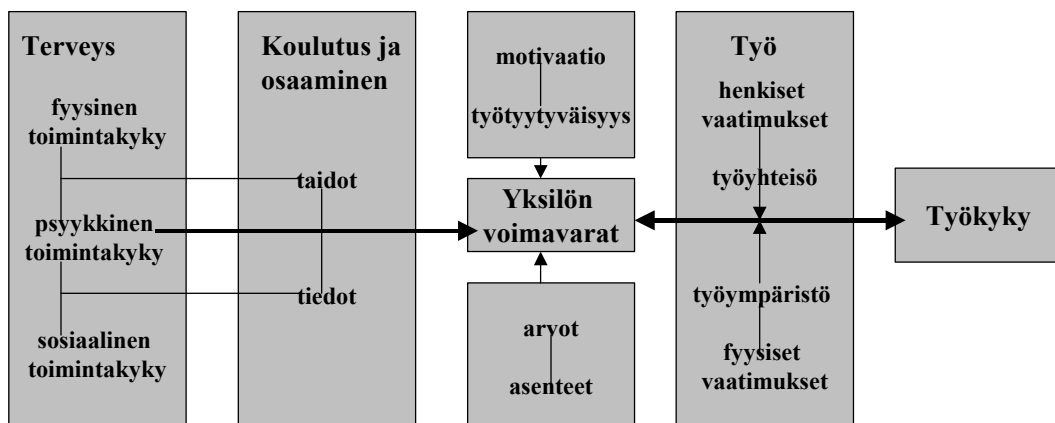 Terveys
fyysinen
toimintakyky
psyykkinen
toimintakyky
sosiaalinen
toimintakyky
Koulutus ja
osaaminen
taidot
tiedot
motivaatio
työtyytyväisyys
Yksilön
voimavarat
arvot
asenteet
Työ
henkiset
vaatimukset
työyhteisö
työympäristö
fyysiset
vaatimukset
Työkyky